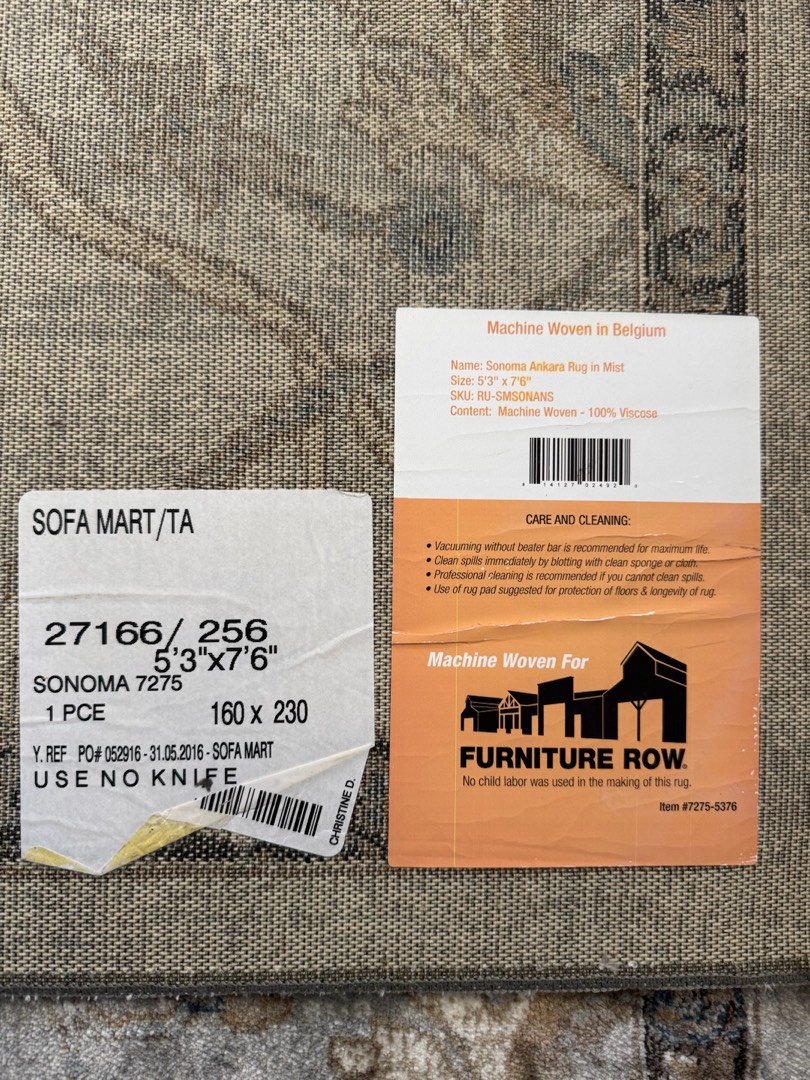 Machine Woven in Belgium
Name: Sonoma Ankara Rug in Mist
Size: 5'3" x 7'6"
SKU: RU-SMSONANS
Content: Machine Woven - 100% Viscose
4 14127 52492 0
CARE AND CLEANING:
• Vacuuming without beater bar is recommended for maximum life.
• Clean spills immediately by blotting with clean sponge or cloth.
• Professional cleaning is recommended if you cannot clean spills.
• Use of rug pad suggested for protection of floors & longevity of rug.
Machine Woven For
FURNITURE ROW®
No child labor was used in the making of this rug.
Item #7275-5376
SOFA MART/TA
27166/ 256
5'3"x7'6"
SONOMA 7275
1 PCE 160 x 230
Y. REF PO# 052916 - 31.05.2016 - SOFA MART
USE NO KNIFE
CHRISTINE D.